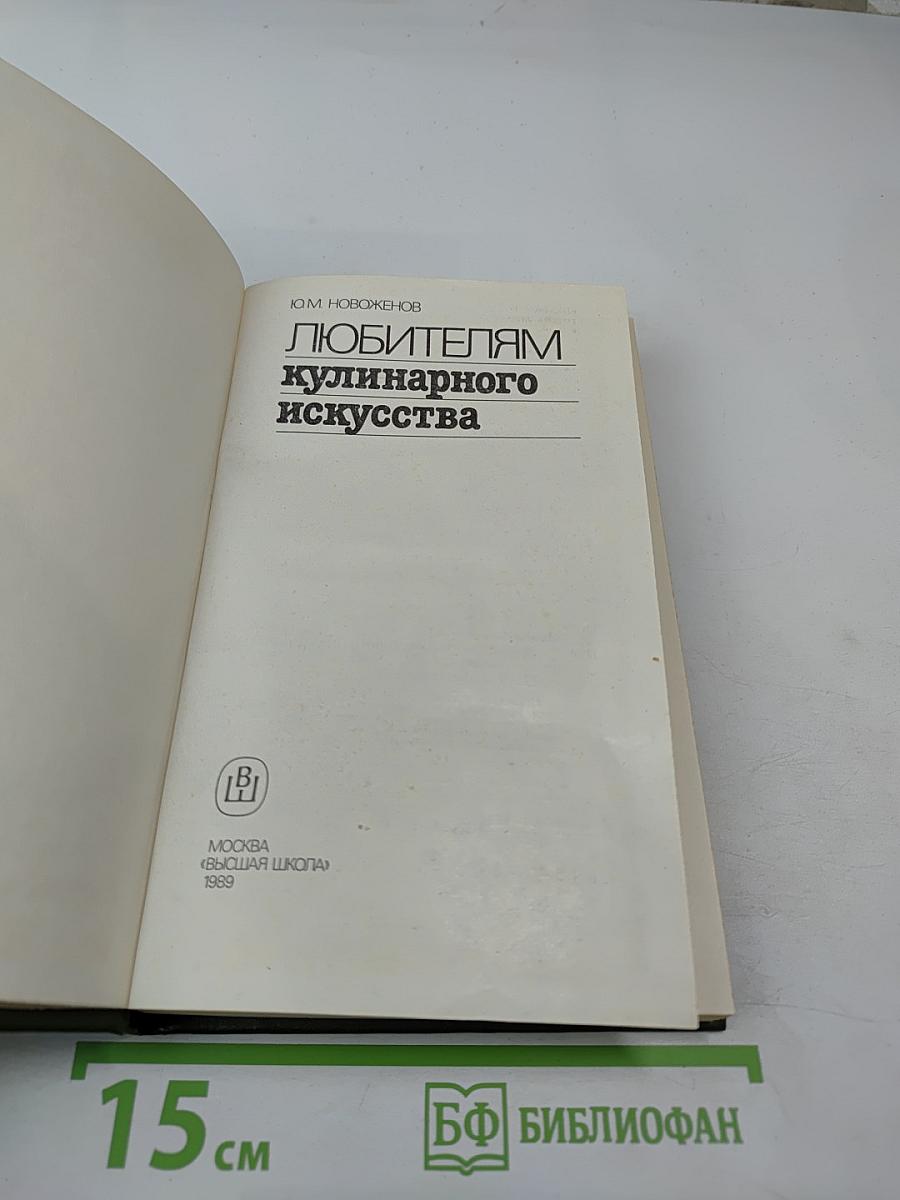 Ю. М. НОВОЖЕНОВ
ЛЮБИТЕЛЯМ
кулинарного
искусства
ВШ
МОСКВА
«ВЫСШАЯ ШКОЛА»
1989
15 см
БФ БИБЛИОФАН